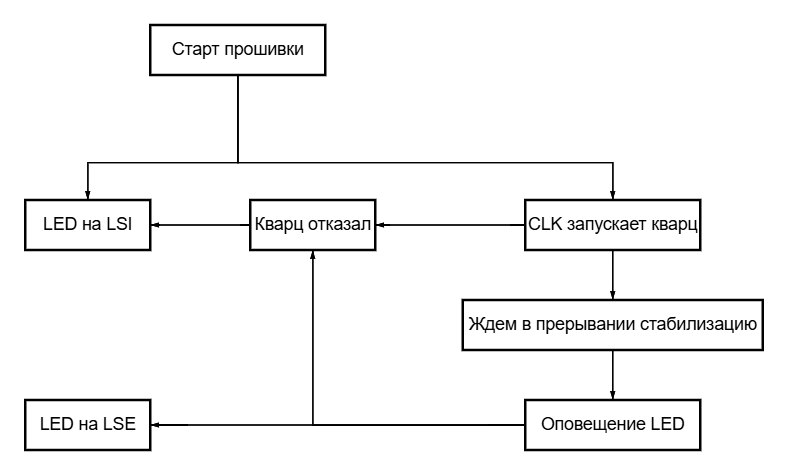 Старт прошивки
LED на LSI
Кварц отказал
CLK запускает кварц
Ждем в прерывании стабилизацию
LED на LSE
Оповещение LED